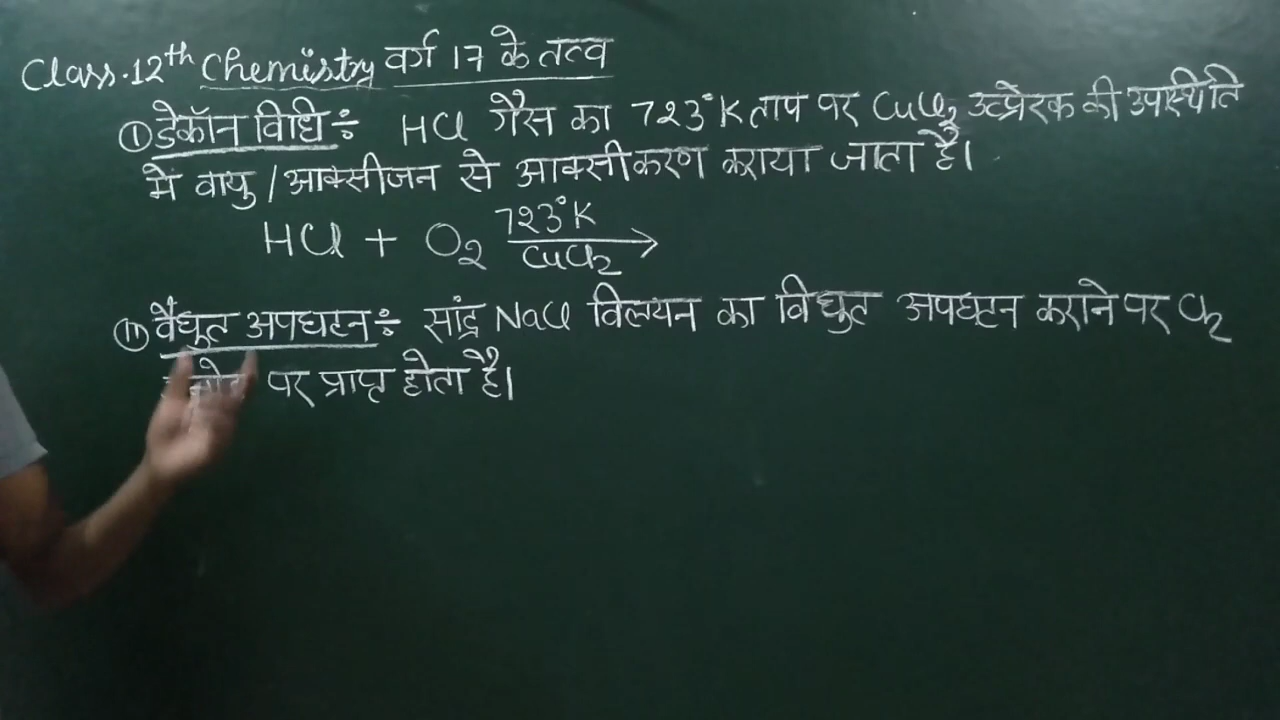 Class.12th Chemistry वर्ग 17 के तत्व
(i) डेकॉन विधि ÷ HCl गैस का 723°K ताप पर CuCl2 उत्प्रेरक की उपस्थिति
मे वायु / आक्सीजन से आक्सीकरण कराया जाता है।
HCl + O2 723°K CuCl2 →
(ii) वैद्युत अपघटन ÷ सांद्र NaCl विलयन का विद्युत अपघटन कराने पर Cl2
पर प्राप्त होता है।